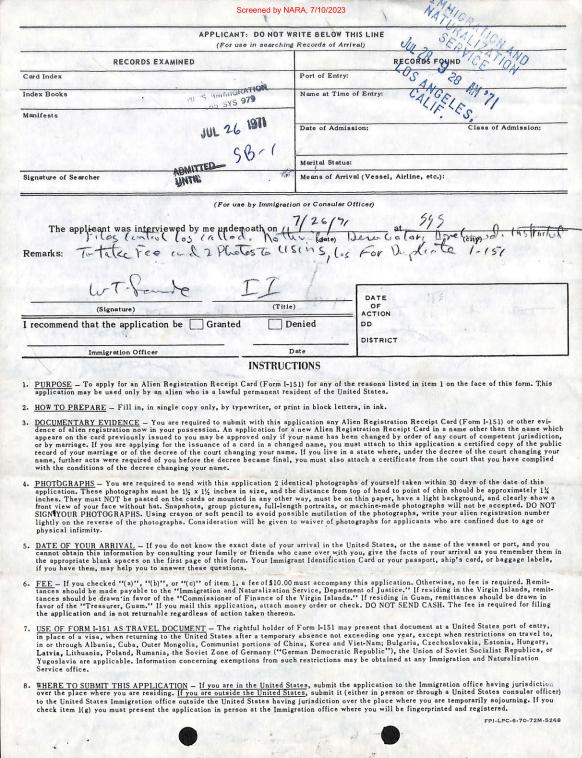 Screened by NARA, 7/10/2023
APPLICANT: DO NOT WRITE BELOW THIS LINE
(For use in searching Records of Arrival)
RECORDS EXAMINED
RECORDS FOUND
IMMIGRATION AND
NATURALIZATION
SERVICE
JUL 26 9 28 AM '71
LOS ANGELES,
CALIF.
Card Index
Port of Entry:
Index Books
Name at Time of Entry:
U. S. IMMIGRATION
SYS 979
Manifests
JUL 26 1971
SB-1
Date of Admission:
Class of Admission:
ADMITTED
UNTIL
Marital Status:
Signature of Searcher
Means of Arrival (Vessel, Airline, etc.):
(For use by Immigration or Consular Officer)
The applicant was interviewed by me under oath on 7/26/71 at SYS
(date) (city)
Files Control Los called. Nothing
Remarks: To take Fee and 2 Photos to USINS, Los For Duplicate I-151
II
(Signature) (Title)
DATE
OF
ACTION
DD
DISTRICT
I recommend that the application be Granted Denied
Immigration Officer Date
INSTRUCTIONS
1. PURPOSE — To apply for an Alien Registration Receipt Card (Form I-151) for any of the reasons listed in item 1 on the face of this form. This
application may be used only by an alien who is a lawful permanent resident of the United States.
2. HOW TO PREPARE — Fill in, in single copy only, by typewriter, or print in block letters, in ink.
3. DOCUMENTARY EVIDENCE — You are required to submit with this application any Alien Registration Receipt Card (Form I-151) or other evi-
dence of alien registration now in your possession. An application for a new Alien Registration Receipt Card in a name other than the name which
appears on the card previously issued to you may be approved only if your name has been changed by order of any court of competent jurisdiction,
or by marriage. If you are applying for the issuance of a card in a changed name, you must attach to this application a certified copy of the public
record of your marriage or of the decree of the court changing your name. If you live in a state where, under the decree of the court changing your
name, further acts were required of you before the decree became final, you must also attach a certificate from the court that you have complied
with the conditions of the decree changing your name.
4. PHOTOGRAPHS — You are required to send with this application 2 identical photographs of yourself taken within 30 days of the date of this
application. These photographs must be 1½ x 1½ inches in size, and the distance from top of head to point of chin should be approximately 1¼
inches. They must NOT be pasted on the cards or mounted in any other way, must be on thin paper, have a light background, and clearly show a
front view of your face without hat. Snapshots, group pictures, full-length portraits, or machine-made photographs will not be accepted. DO NOT
SIGN YOUR PHOTOGRAPHS. Using crayon or soft pencil to avoid possible mutilation of the photographs, write your alien registration number
lightly on the reverse of the photographs. Consideration will be given to waiver of photographs for applicants who are confined due to age or
physical infirmity.
5. DATE OF YOUR ARRIVAL — If you do not know the exact date of your arrival in the United States, or the name of the vessel or port, and you
cannot obtain this information by consulting your family or friends who came over with you, give the facts of your arrival as you remember them in
the appropriate blank spaces on the first page of this form. Your Immigrant Identification Card or your passport, ship's card, or baggage labels,
if you have them, may help you to answer these questions.
6. FEE — If you checked "(a)", "(b)", or "(c)" of item 1, a fee of $10.00 must accompany this application. Otherwise, no fee is required. Remit-
tances should be made payable to the "Immigration and Naturalization Service, Department of Justice." If residing in the Virgin Islands, remit-
tances should be drawn in favor of the "Commissioner of Finance of the Virgin Islands." If residing in Guam, remittances should be drawn in
favor of the "Treasurer, Guam." If you mail this application, attach money order or check. DO NOT SEND CASH. The fee is required for filing
the application and is not returnable regardless of action taken thereon.
7. USE OF FORM I-151 AS TRAVEL DOCUMENT — The rightful holder of Form I-151 may present that document at a United States port of entry,
in place of a visa, when returning to the United States after a temporary absence not exceeding one year, except when restrictions on travel to,
in or through Albania, Cuba, Outer Mongolia, Communist portions of China, Korea and Viet-Nam; Bulgaria, Czechoslovakia, Estonia, Hungary,
Latvia, Lithuania, Poland, Rumania, the Soviet Zone of Germany ("German Democratic Republic"), the Union of Soviet Socialist Republics, or
Yugoslavia are applicable. Information concerning exemptions from such restrictions may be obtained at any Immigration and Naturalization
Service office.
8. WHERE TO SUBMIT THIS APPLICATION — If you are in the United States, submit the application to the Immigration office having jurisdiction
over the place where you are residing. If you are outside the United States, submit it (either in person or through a United States consular officer)
to the United States Immigration office outside the United States having jurisdiction over the place where you are temporarily sojourning. If you
check item 1(g) you must present the application in person at the Immigration office where you will be fingerprinted and registered.
FPI-LPC-6-70-72M-5268